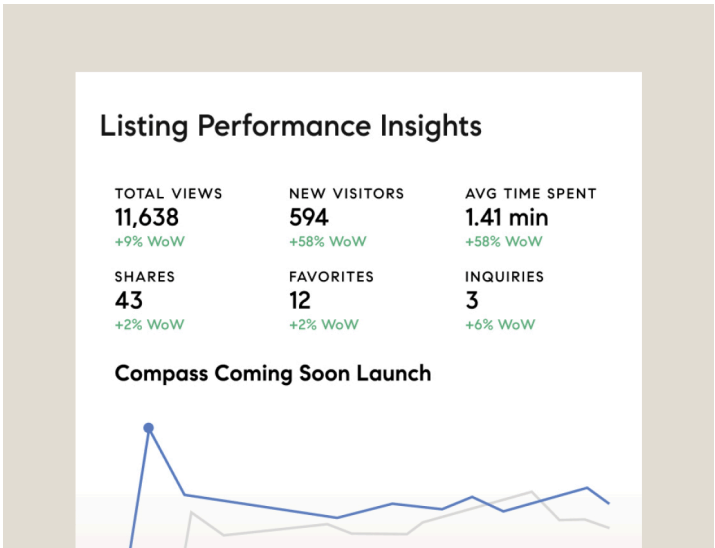 Listing Performance Insights
TOTAL VIEWS NEW VISITORS AVG TIME SPENT
11,638 594 1.41 min
+9% WoW +58% WoW +58% WoW
SHARES FAVORITES INQUIRIES
43 12 3
+2% WoW +2% WoW +6% WoW
Compass Coming Soon Launch